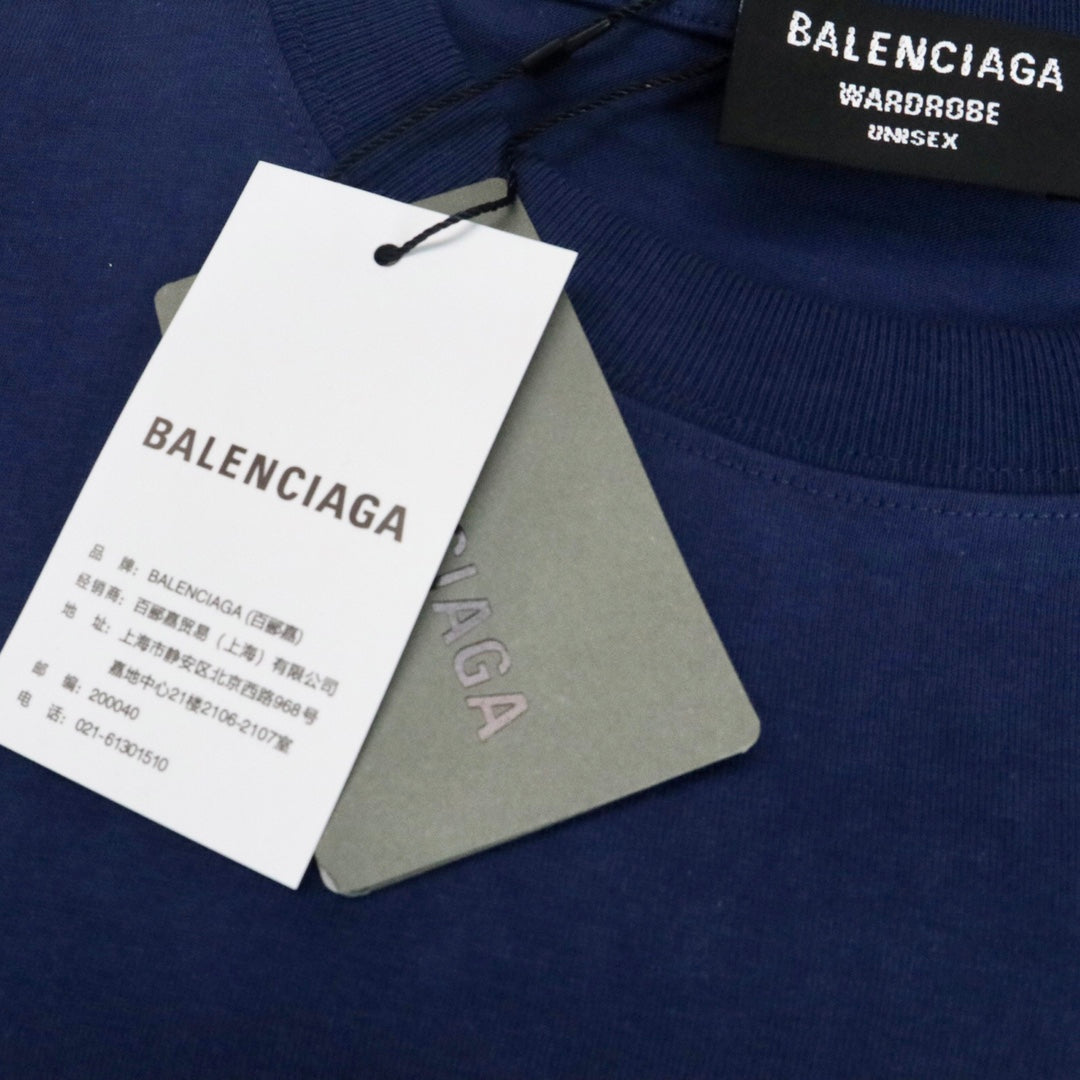 BALENCIAGA
WARDROBE
UNISEX
BALENCIAGA
品 牌: BALENCIAGA (百郦嘉)
经销商: 百郦嘉贸易（上海）有限公司
地 址: 上海市静安区北京西路968号
嘉地中心21楼2106-2107室
邮 编: 200040
电 话: 021-61301510
CIAGA